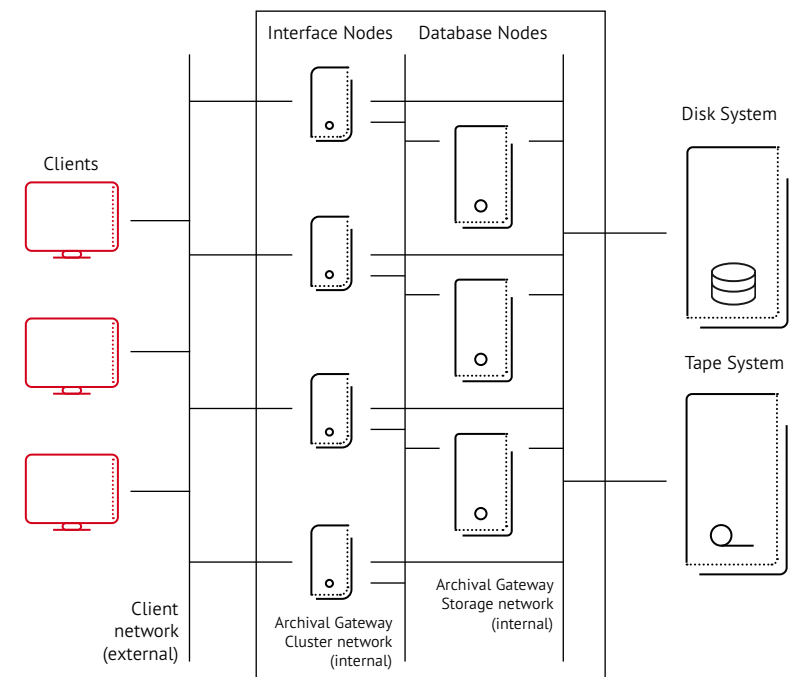 Interface Nodes
Database Nodes
Disk System
Clients
Tape System
Client
network
(external)
Archival Gateway
Cluster network
(internal)
Archival Gateway
Storage network
(internal)